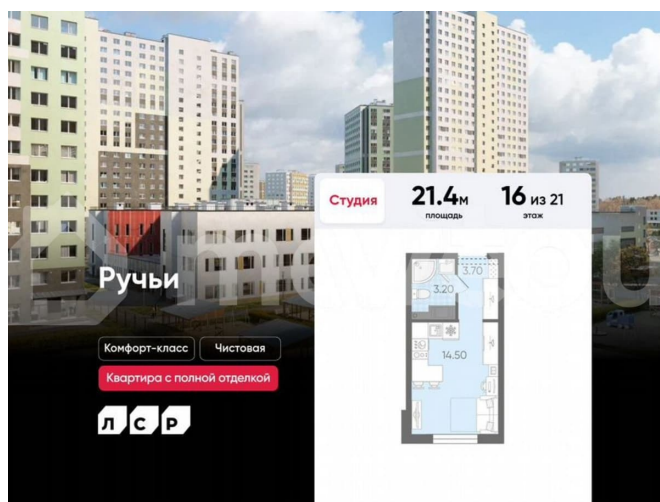 Студия
21.4м
площадь
16 из 21
этаж
3.70
3.20
14.50
Ручьи
Комфорт-класс
Чистовая
Квартира с полной отделкой
ЛСР